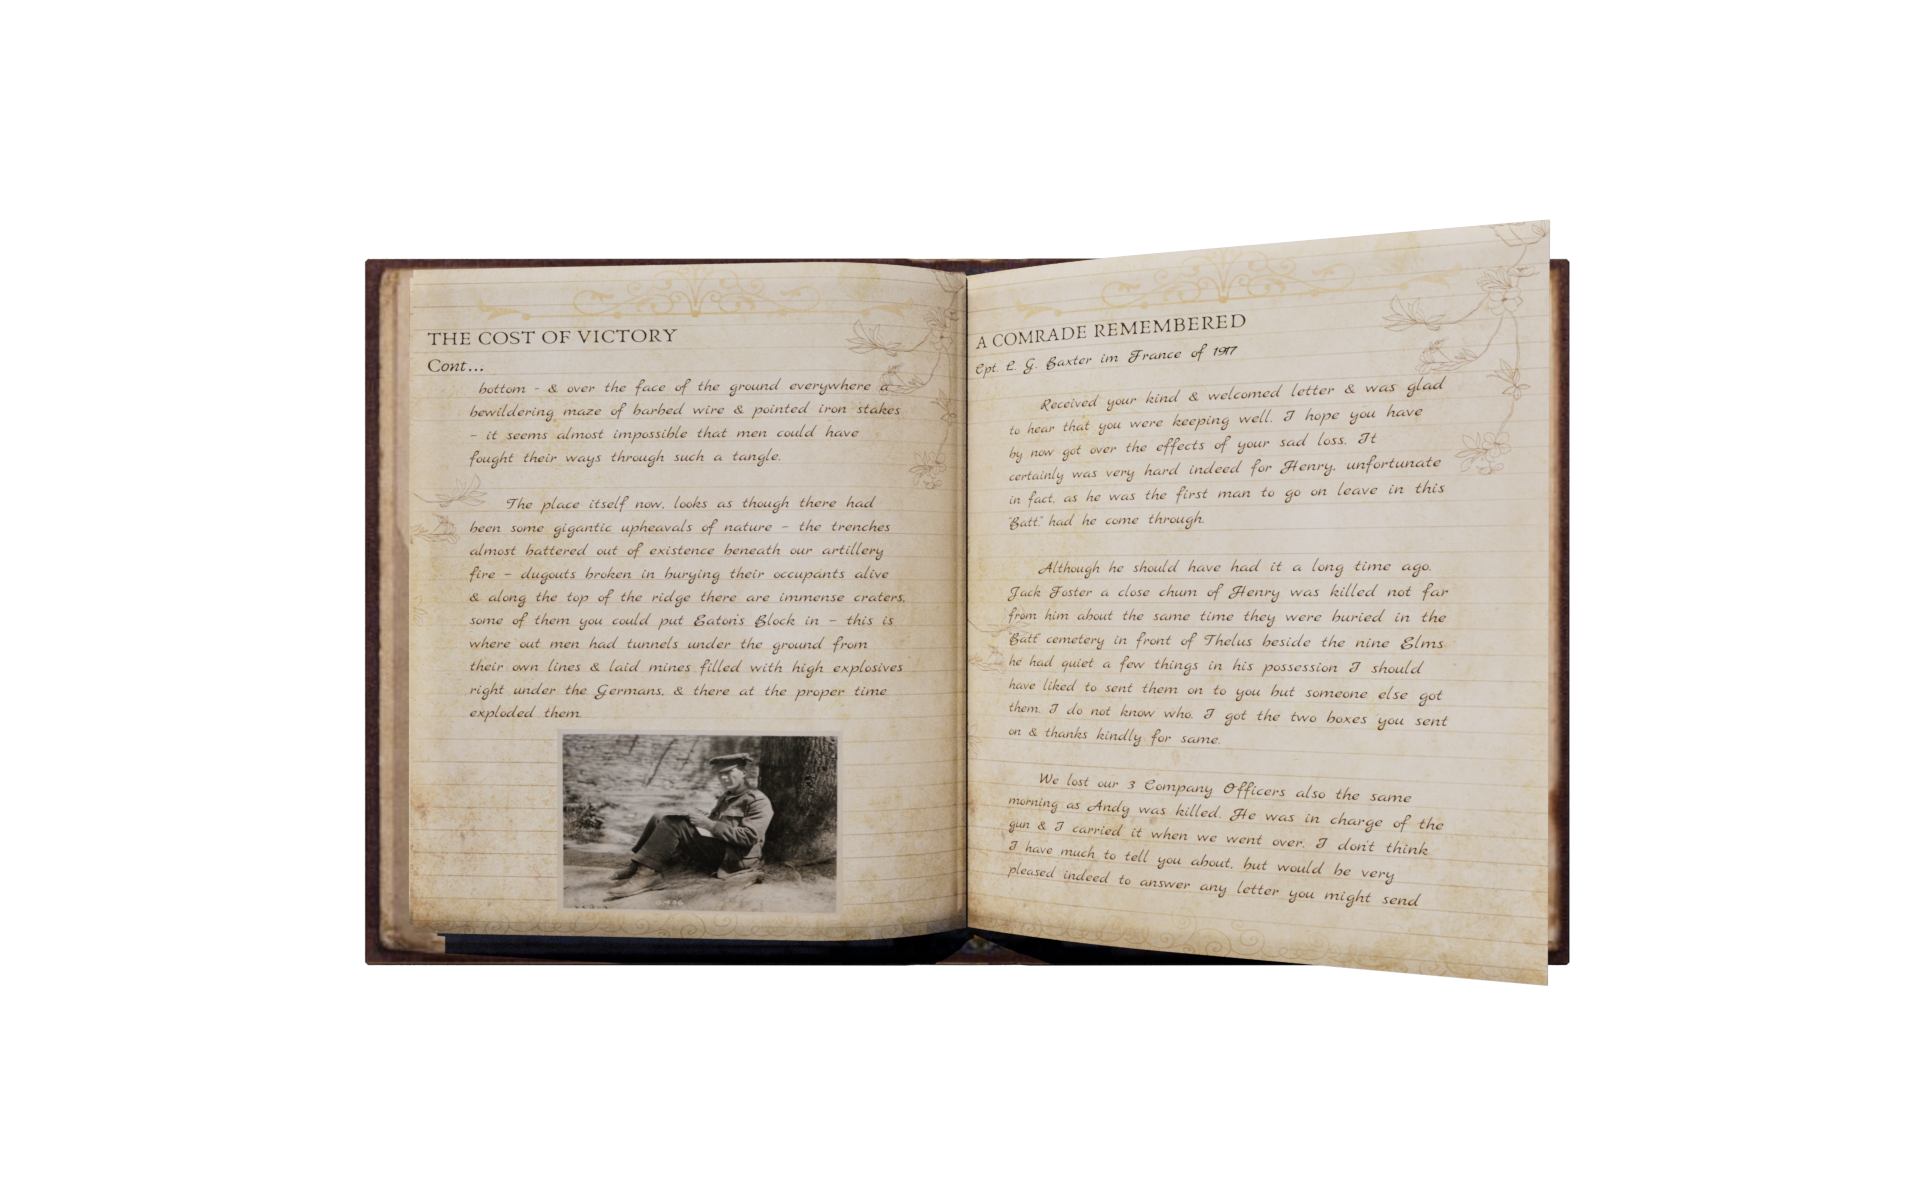 THE COST OF VICTORY
Cont...
bottom - & over the face of the ground everywhere a
bewildering maze of barbed wire & pointed iron stakes
- it seems almost impossible that men could have
fought their ways through such a tangle.
The place itself now, looks as though there had
been some gigantic upheavals of nature - the trenches
almost battered out of existence beneath our artillery
fire - dugouts broken in burying their occupants alive
& along the top of the ridge there are immense craters,
some of them you could put Eaton's Block in - this is
where out men had tunnels under the ground from
their own lines & laid mines filled with high explosives
right under the Germans, & there at the proper time
exploded them.
A COMRADE REMEMBERED
Cpt. L. G. Baxter im France of 1917
Received your kind & welcomed letter & was glad
to hear that you were keeping well. I hope you have
by now got over the effects of your sad loss. It
certainly was very hard indeed for Henry, unfortunate
in fact, as he was the first man to go on leave in this
"Batt." had he come through.
Although he should have had it a long time ago.
Jack Foster a close chum of Henry was killed not far
from him about the same time they were buried in the
"Batt" cemetery in front of Thelus beside the nine Elms
he had quiet a few things in his possession I should
have liked to sent them on to you but someone else got
them. I do not know who. I got the two boxes you sent
on & thanks kindly for same.
We lost our 3 Company Officers also the same
morning as Andy was killed. He was in charge of the
gun & I carried it when we went over. I don't think
I have much to tell you about, but would be very
pleased indeed to answer any letter you might send